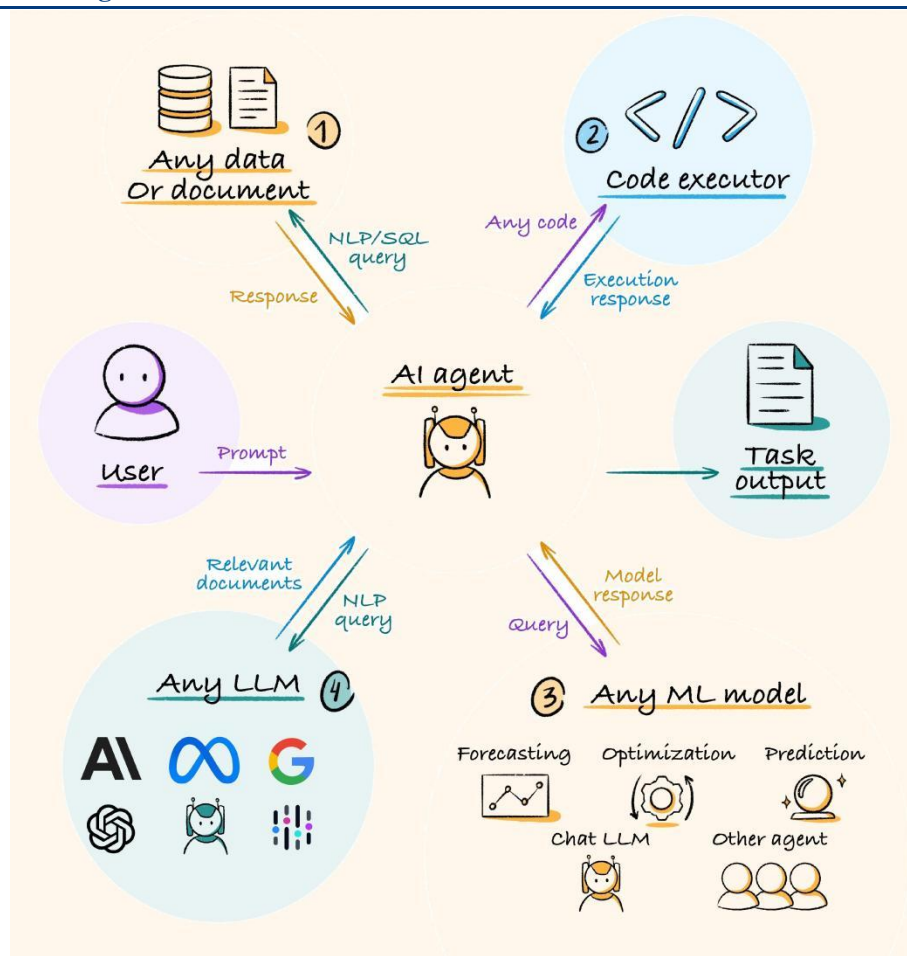 1
Any data
Or document
2
Code executor
NLP/SQL
query
Response
Any code
Execution
response
AI agent
User
Prompt
Task
output
Relevant
documents
NLP
query
Model
response
Query
Any LLM
4
3
Any ML model
Forecasting
Optimization
Prediction
Chat LLM
Other agent